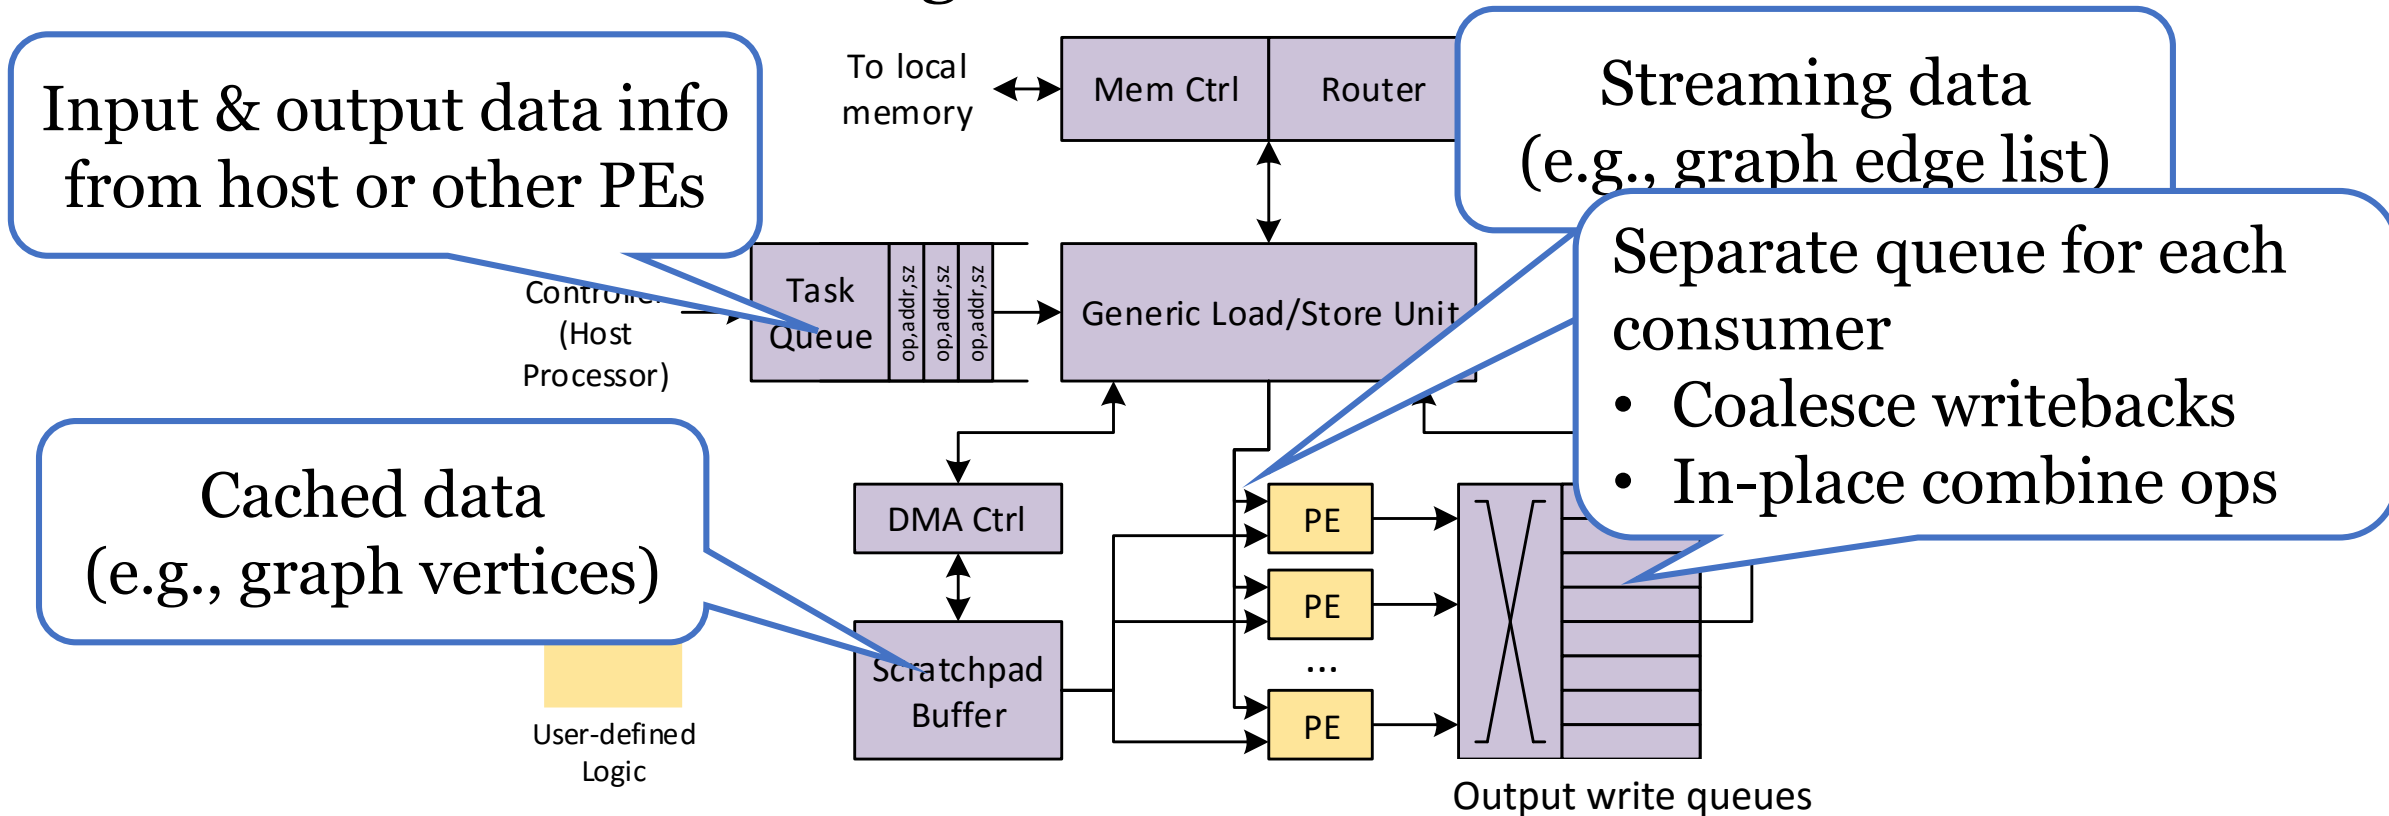 Input & output data info
from host or other PEs
To local
memory
Mem Ctrl
Router
Streaming data
(e.g., graph edge list)
Separate queue for each
consumer
• Coalesce writebacks
• In-place combine ops
Controller
(Host
Processor)
Task
Queue
op,addr,sz
op,addr,sz
op,addr,sz
Generic Load/Store Unit
Cached data
(e.g., graph vertices)
DMA Ctrl
Scratchpad
Buffer
PE
PE
...
PE
User-defined
Logic
Output write queues